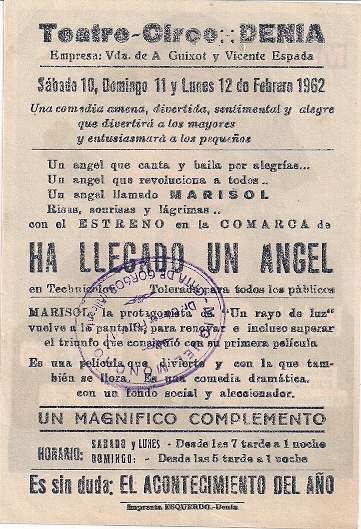 Teatro-Circo :: DENIA
Empresa: Vda. de A Guixot y Vicente Espada
Sábado 10, Domingo 11 y Lunes 12 de Febrero 1962
Una comedia amena, divertida, sentimental y alegre
que divertirá a los mayores
y entusiasmará a los pequeños
Un angel que canta y baila por alegrías...
Un angel que revoluciona a todos..
Un angel llamado MARISOL
Risas, sonrisas y lágrimas..
con el ESTRENO en la COMARCA de
HA LLEGADO UN ANGEL
en Technicolor Tolerada para todos los públicos
MARISOL la protagonista de "Un rayo de luz"
vuelve a la pantalla para renovar e incluso superar
el triunfo que consiguió con su primera película
Es una película que divierte y con la que tam-
bién se llora. Es una comedia dramática.
con un fondo social y aleccionador.
UN MAGNIFICO COMPLEMENTO
HORARIO: SABADO y LUNES - Desde las 7 tarde a 1 noche
DOMINGO: - Desde las 5 tarde a 1 noche
Es sin duda: EL ACONTECIMIENTO DEL AÑO
Imprenta ESQUERDO.-Denia